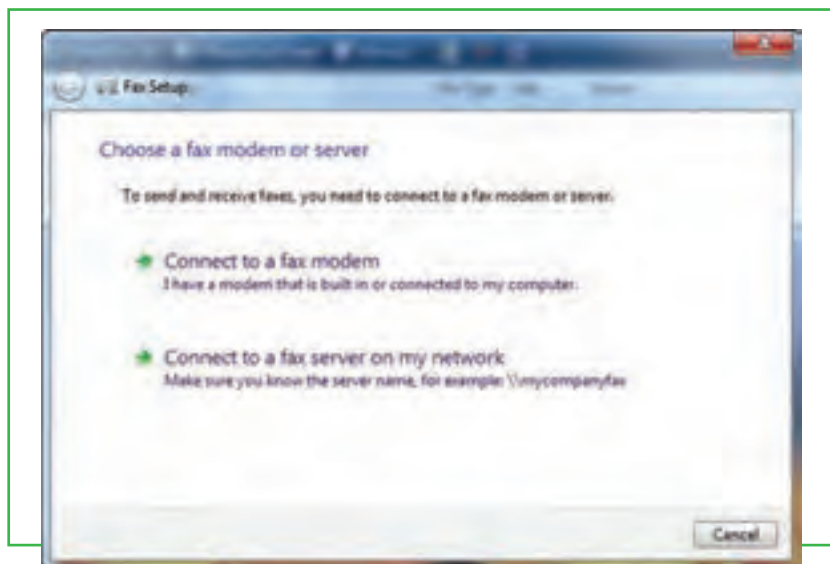 Fax Setup
Choose a fax modem or server
To send and receive faxes, you need to connect to a fax modem or server.
Connect to a fax modem
I have a modem that is built in or connected to my computer.
Connect to a fax server on my network
Make sure you know the server name, for example: \\mycompanyfax
Cancel